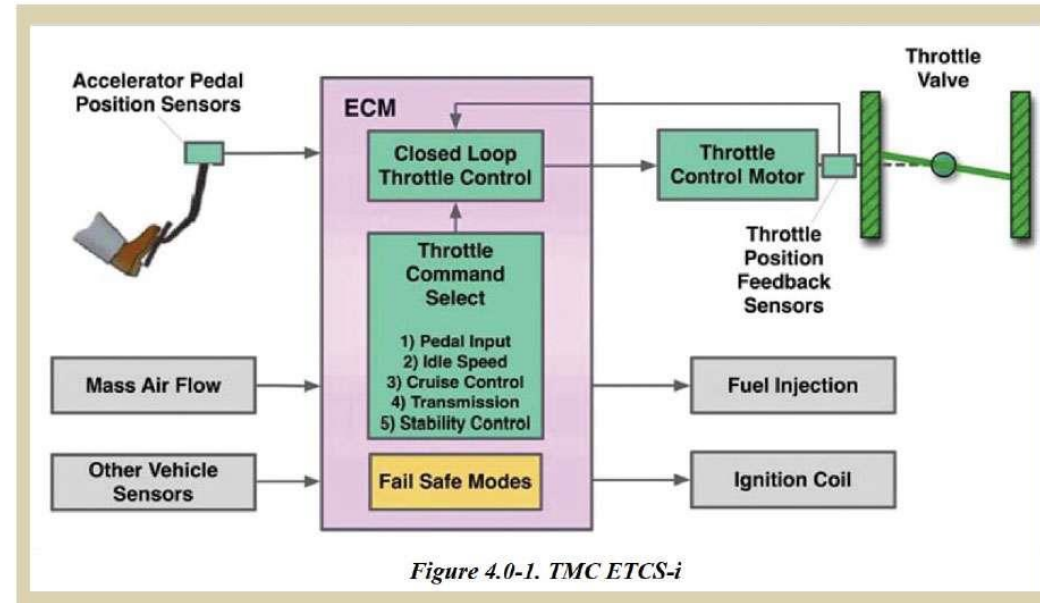 Accelerator Pedal
Position Sensors
ECM
Closed Loop
Throttle Control
Throttle
Control Motor
Throttle
Valve
Throttle
Position
Feedback
Sensors
Throttle
Command
Select
1) Pedal Input
2) Idle Speed
3) Cruise Control
4) Transmission
5) Stability Control
Mass Air Flow
Fuel Injection
Other Vehicle
Sensors
Fail Safe Modes
Ignition Coil
Figure 4.0-1. TMC ETCS-i